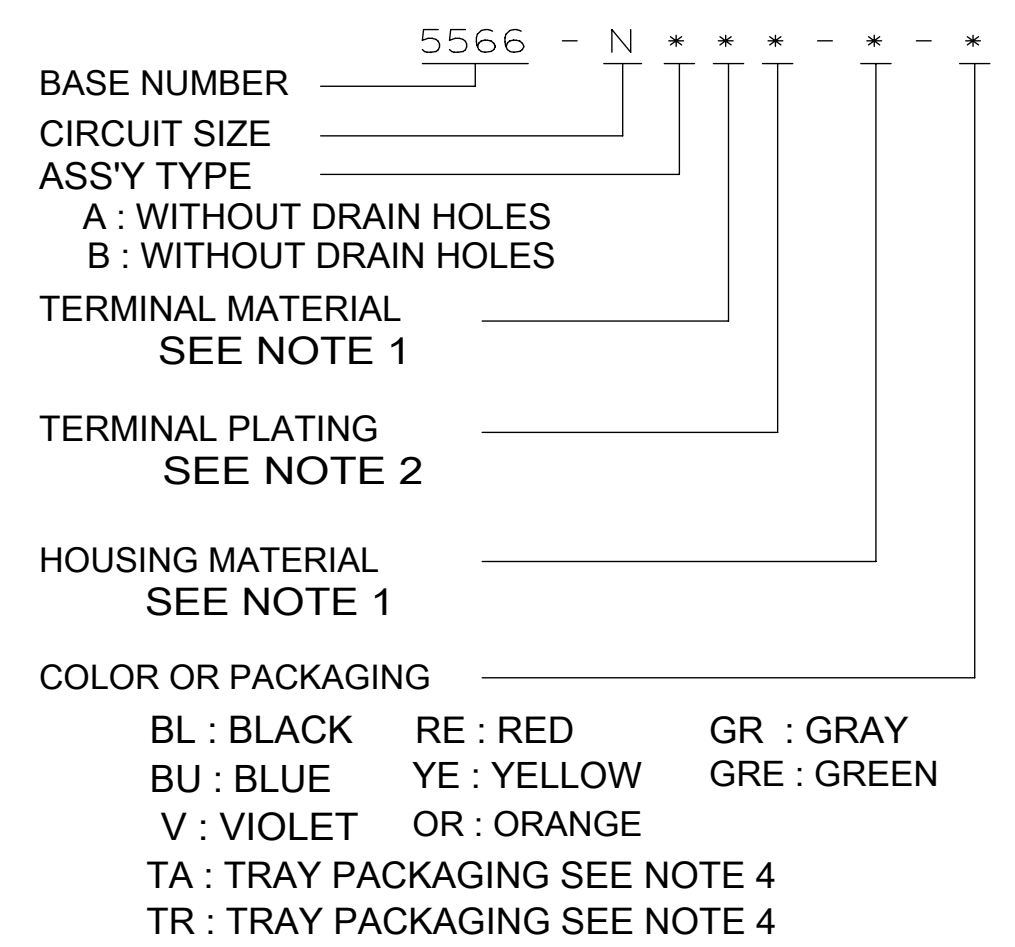 5566 - N * * * - * - *
BASE NUMBER
CIRCUIT SIZE
ASS'Y TYPE
A : WITHOUT DRAIN HOLES
B : WITHOUT DRAIN HOLES
TERMINAL MATERIAL
SEE NOTE 1
TERMINAL PLATING
SEE NOTE 2
HOUSING MATERIAL
SEE NOTE 1
COLOR OR PACKAGING
BL : BLACK RE : RED GR : GRAY
BU : BLUE YE : YELLOW GRE : GREEN
V : VIOLET OR : ORANGE
TA : TRAY PACKAGING SEE NOTE 4
TR : TRAY PACKAGING SEE NOTE 4